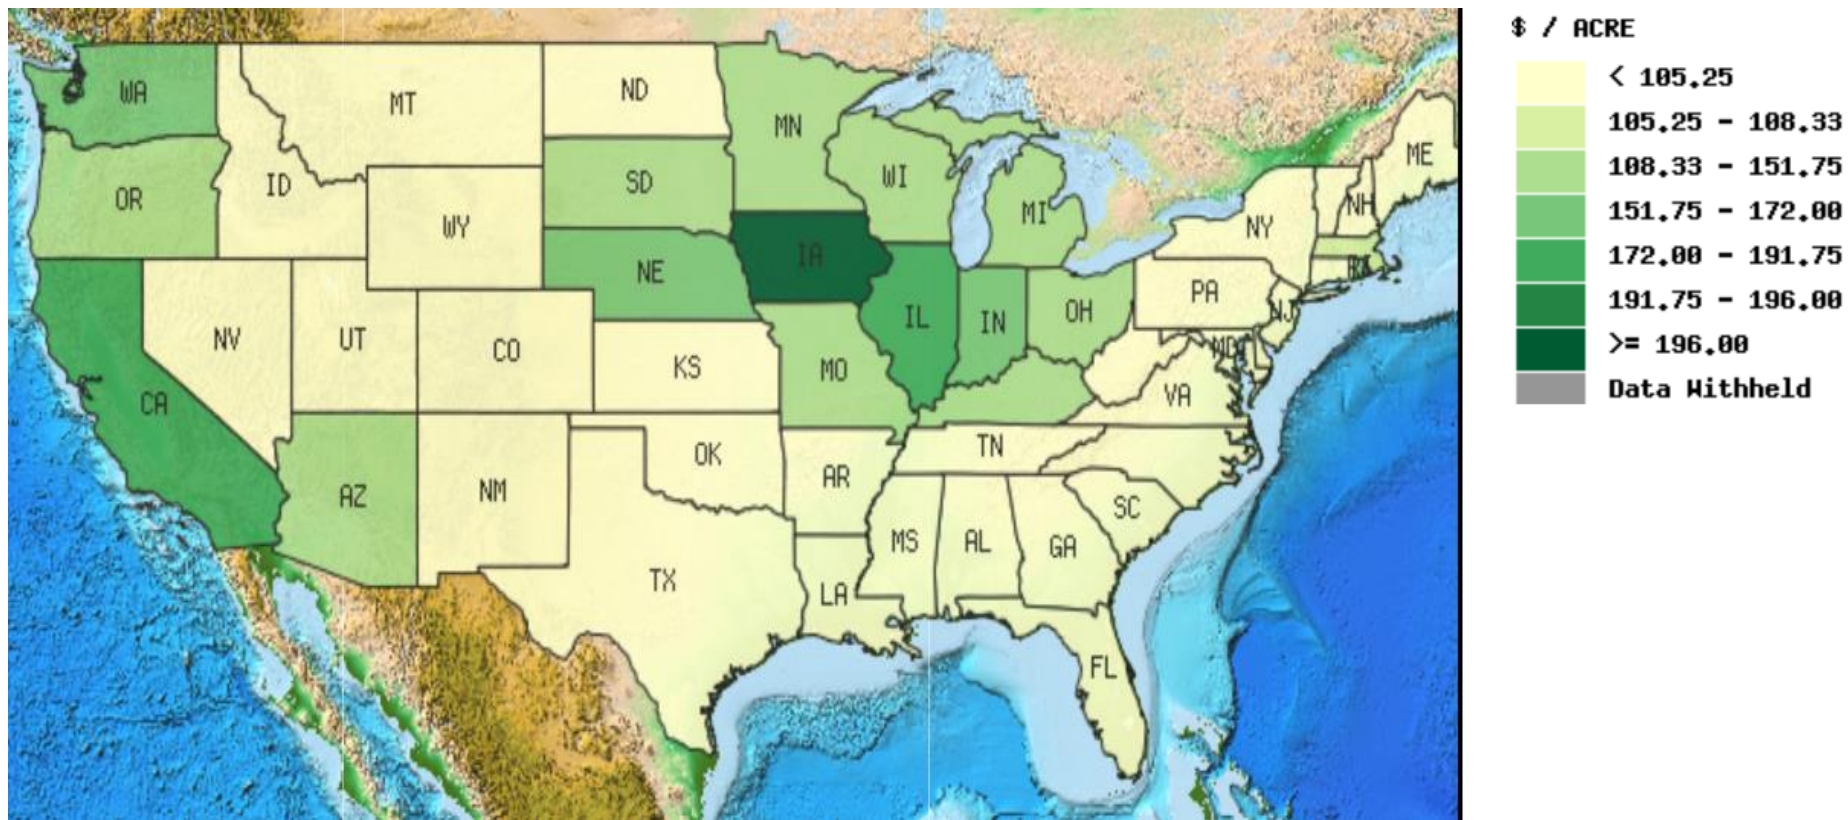 $ / ACRE
< 105.25
105.25 - 108.33
108.33 - 151.75
151.75 - 172.00
172.00 - 191.75
191.75 - 196.00
>= 196.00
Data Withheld
WA
MT
ND
MN
ME
OR
ID
WY
SD
WI
MI
NH
NY
NE
IA
PA
NV
UT
CO
KS
MO
IL
IN
OH
NJ
MD
CA
VA
AZ
NM
OK
AR
TN
SC
TX
LA
MS
AL
GA
FL